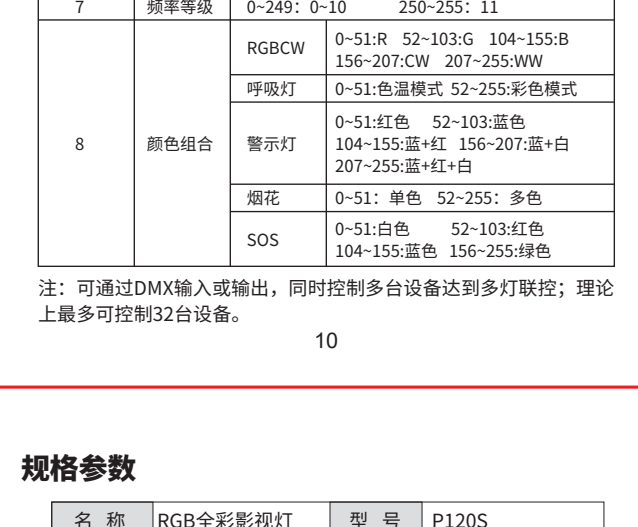 7 频率等级 0~249：0~10 250~255：11
8 颜色组合
RGBCW 0~51:R 52~103:G 104~155:B
156~207:CW 207~255:WW
呼吸灯 0~51:色温模式 52~255:彩色模式
警示灯 0~51:红色 52~103:蓝色
104~155:蓝+红 156~207:蓝+白
207~255:蓝+红+白
烟花 0~51：单色 52~255：多色
SOS 0~51:白色 52~103:红色
104~155:蓝色 156~255:绿色
注：可通过DMX输入或输出，同时控制多台设备达到多灯联控；理论
上最多可控制32台设备。
10
规格参数
名 称 RGB全彩影视灯 型 号 P120S